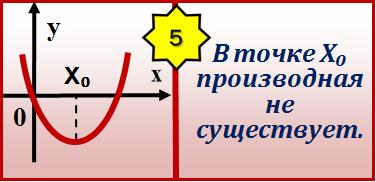 y
5
X₀
x
0
В точке X₀
производная
не
существует.